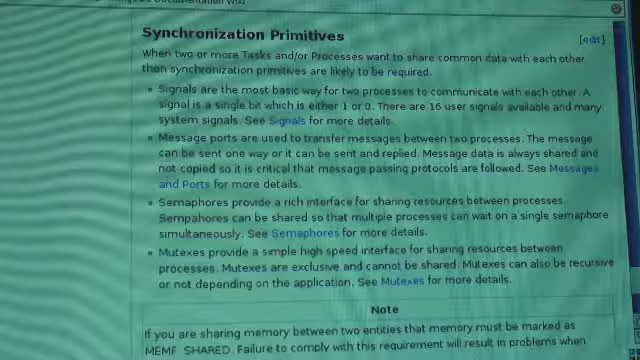 Documentation Wiki
Synchronization Primitives
[edit]
When two or more Tasks and/or Processes want to share common data with each other
than synchronization primitives are likely to be required.
Signals are the most basic way for two processes to communicate with each other. A
signal is a single bit which is either 1 or 0. There are 16 user signals available and many
system signals. See Signals for more details.
Message ports are used to transfer messages between two processes. The message
can be sent one way or it can be sent and replied. Message data is always shared and
not copied so it is critical that message passing protocols are followed. See Messages
and Ports for more details.
Semaphores provide a rich interface for sharing resources between processes.
Sempahores can be shared so that multiple processes can wait on a single semaphore
simultaneously. See Semaphores for more details.
Mutexes provide a simple high speed interface for sharing resources between
processes. Mutexes are exclusive and cannot be shared. Mutexes can also be recursive
or not depending on the application. See Mutexes for more details.
Note
If you are sharing memory between two entities that memory must be marked as
MEMF_SHARED. Failure to comply with this requirement will result in problems when